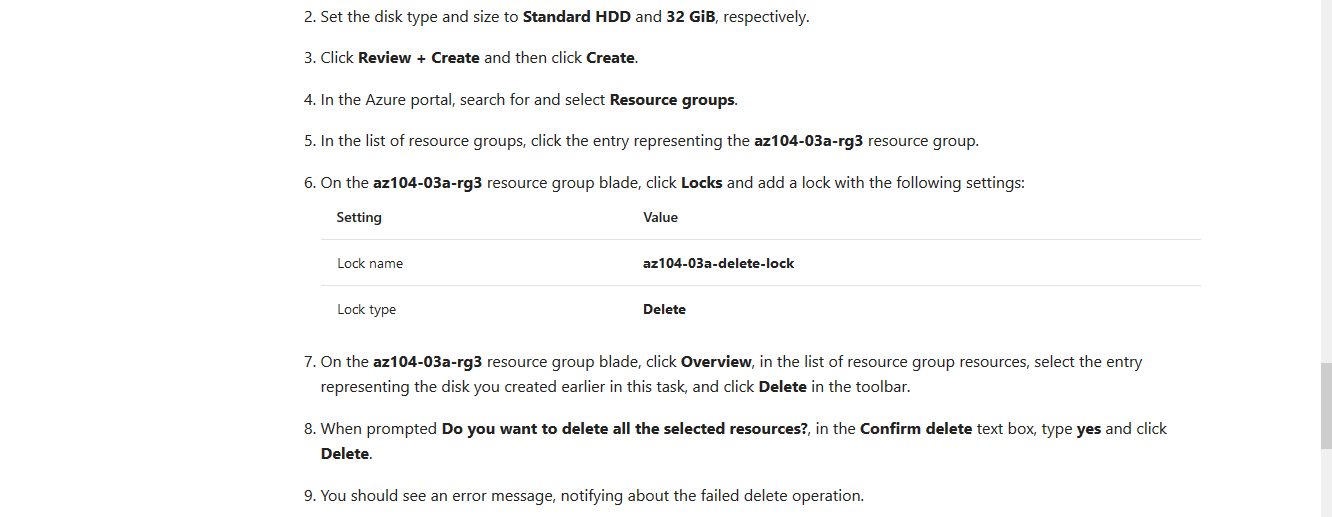 2. Set the disk type and size to Standard HDD and 32 GiB, respectively.
3. Click Review + Create and then click Create.
4. In the Azure portal, search for and select Resource groups.
5. In the list of resource groups, click the entry representing the az104-03a-rg3 resource group.
6. On the az104-03a-rg3 resource group blade, click Locks and add a lock with the following settings:
Setting Value
Lock name az104-03a-delete-lock
Lock type Delete
7. On the az104-03a-rg3 resource group blade, click Overview, in the list of resource group resources, select the entry
representing the disk you created earlier in this task, and click Delete in the toolbar.
8. When prompted Do you want to delete all the selected resources?, in the Confirm delete text box, type yes and click
Delete.
9. You should see an error message, notifying about the failed delete operation.